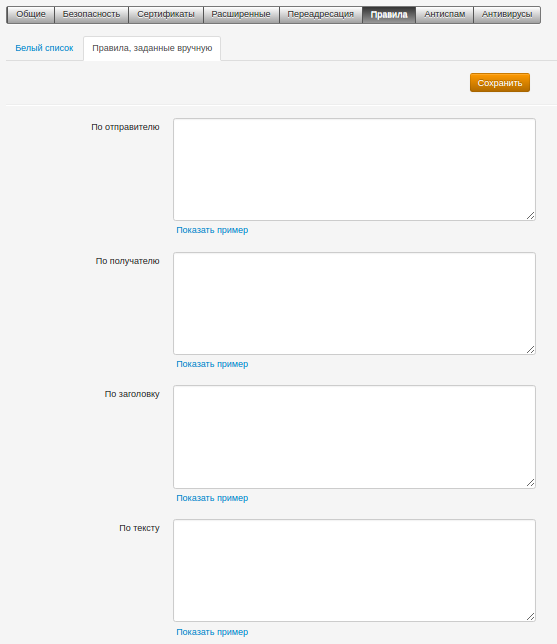 Общие Безопасность Сертификаты Расширенные Переадресация Правила Антиспам Антивирусы
Белый список Правила, заданные вручную
Сохранить
По отправителю
Показать пример
По получателю
Показать пример
По заголовку
Показать пример
По тексту
Показать пример